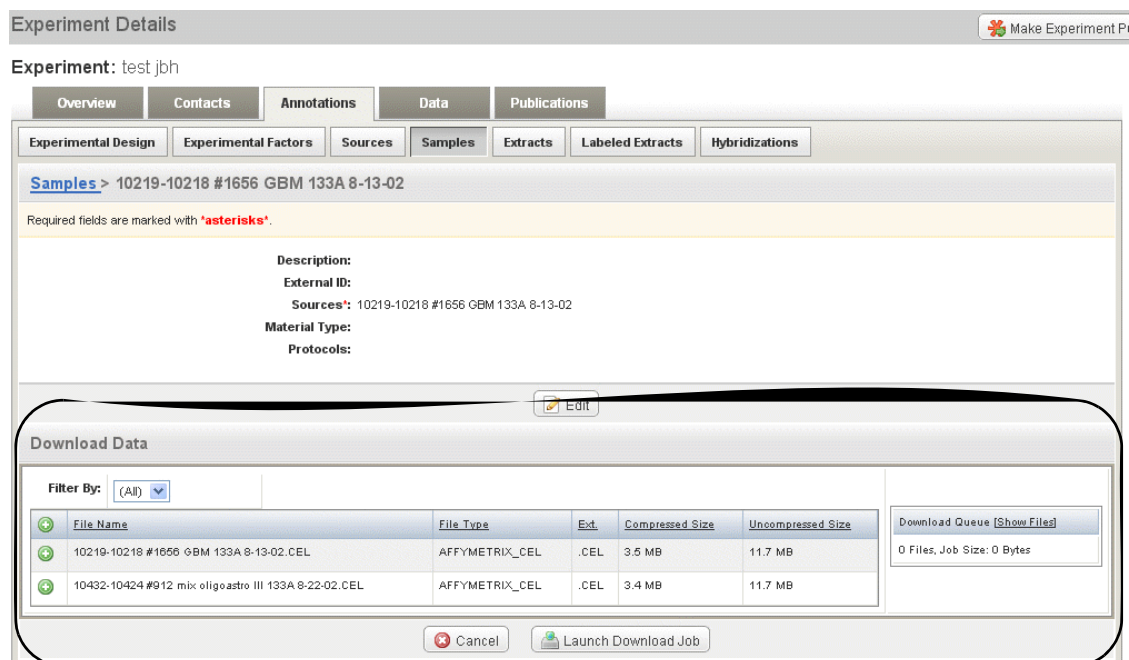 Experiment Details
Make Experiment
Experiment: test jbh
Overview Contacts Annotations Data Publications
Experimental Design Experimental Factors Sources Samples Extracts Labeled Extracts Hybridizations
Samples > 10219-10218 #1656 GBM 133A 8-13-02
Required fields are marked with *asterisks*.
Description:
External ID:
Sources*: 10219-10218 #1656 GBM 133A 8-13-02
Material Type:
Protocols:
Edit
Download Data
Filter By: (All)
File Name File Type Ext. Compressed Size Uncompressed Size
10219-10218 #1656 GBM 133A 8-13-02.CEL AFFYMETRIX_CEL .CEL 3.5 MB 11.7 MB
10432-10424 #912 mix oligoastro III 133A 8-22-02.CEL AFFYMETRIX_CEL .CEL 3.4 MB 11.7 MB
Download Queue [Show Files]
0 Files, Job Size: 0 Bytes
Cancel Launch Download Job